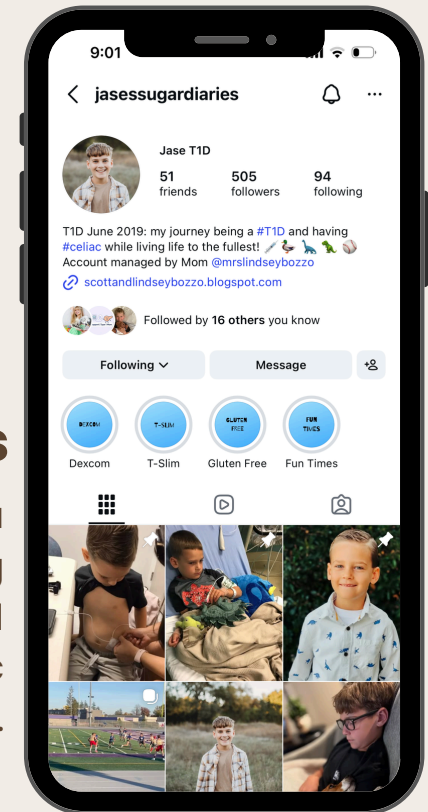 9:01
jasessugardiaries
Jase T1D
51 505 94
friends followers following
T1D June 2019: my journey being a #T1D and having
#celiac while living life to the fullest! 💉🦆🦕🦖⚾
Account managed by Mom @mrslindseybozzo
scottandlindseybozzo.blogspot.com
Followed by 16 others you know
Following Message
DEXCOM T-SLIM GLUTEN FREE FUN TIMES
Dexcom T-Slim Gluten Free Fun Times